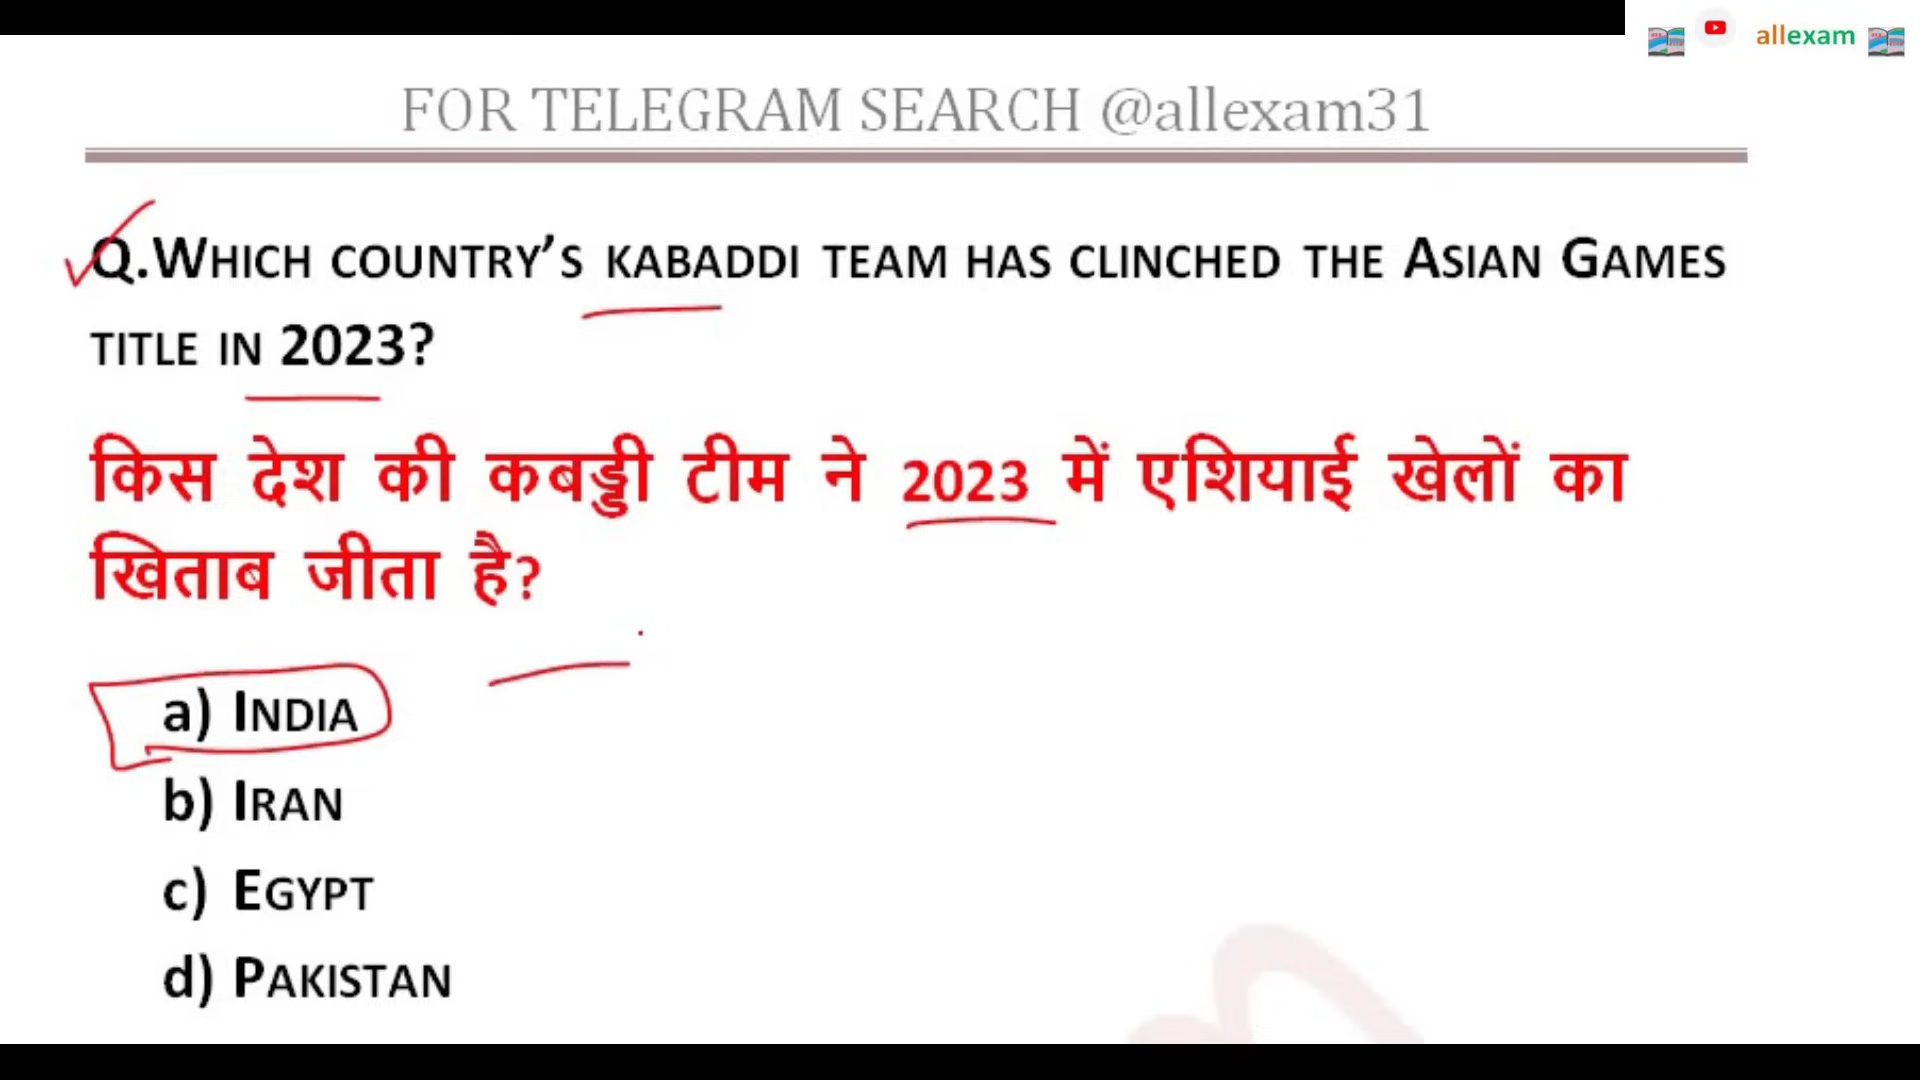 allexam
FOR TELEGRAM SEARCH @allexam31
Q.WHICH COUNTRY'S KABADDI TEAM HAS CLINCHED THE ASIAN GAMES
TITLE IN 2023?
किस देश की कबड्डी टीम ने 2023 में एशियाई खेलों का
खिताब जीता है?
a) INDIA
b) IRAN
c) EGYPT
d) PAKISTAN